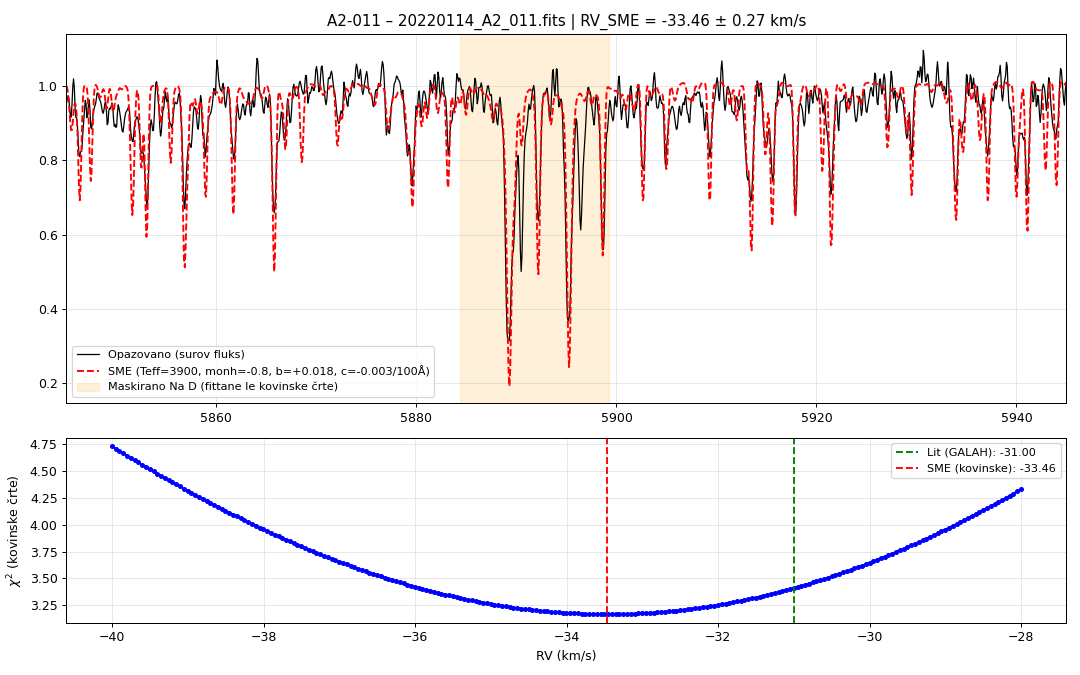 A2-011 – 20220114_A2_011.fits | RV_SME = -33.46 ± 0.27 km/s
1.0
0.8
0.6
0.4
0.2
Opazovano (surov fluks)
SME (Teff=3900, monh=-0.8, b=+0.018, c=-0.003/100Å)
Maskirano Na D (fittane le kovinske črte)
5860 5880 5900 5920 5940
χ² (kovinske črte)
4.75
4.50
4.25
4.00
3.75
3.50
3.25
Lit (GALAH): -31.00
SME (kovinske): -33.46
−40 −38 −36 −34 −32 −30 −28
RV (km/s)